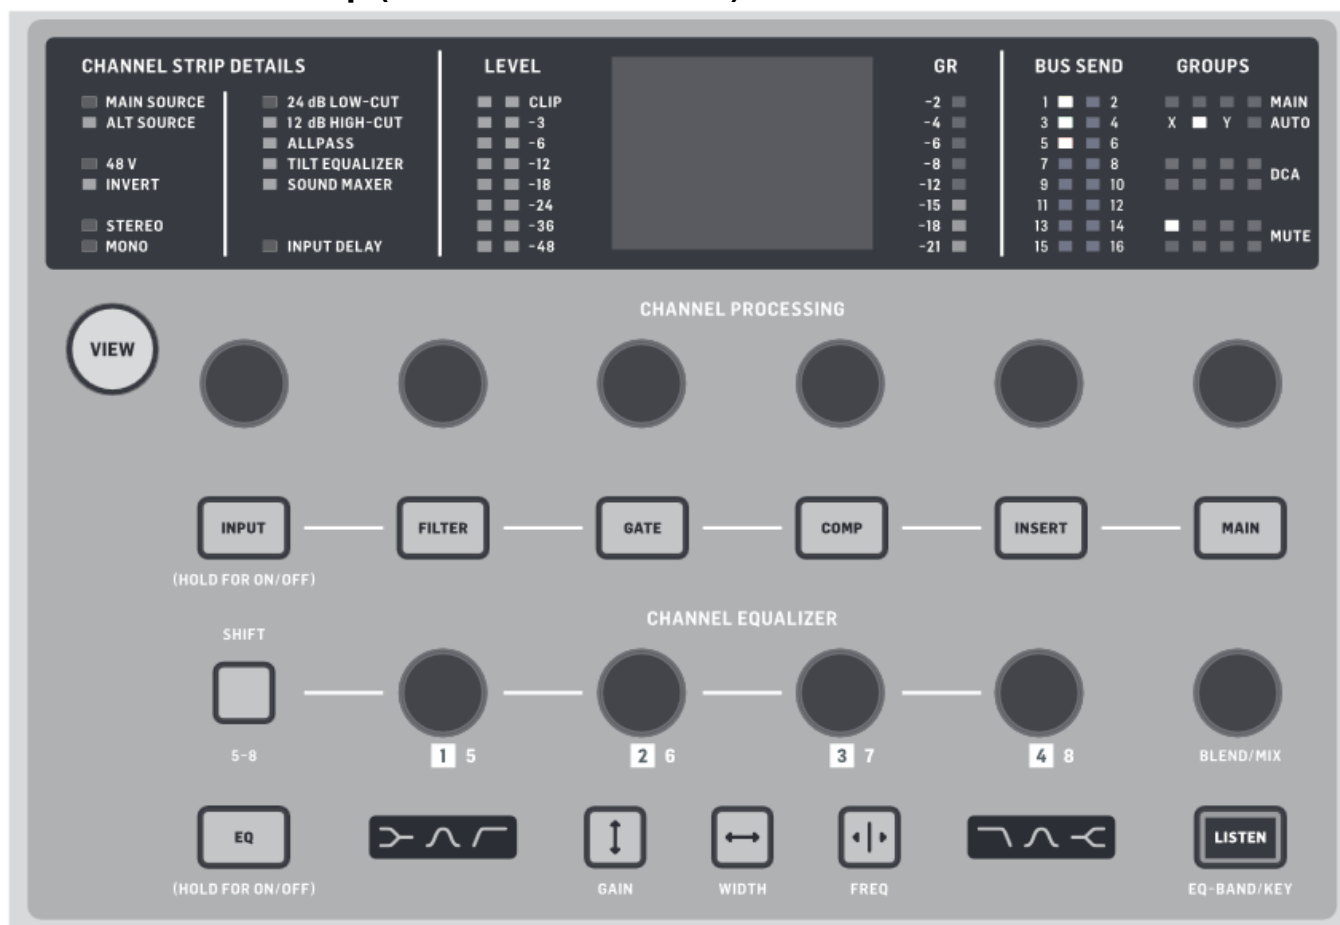 CHANNEL STRIP DETAILS LEVEL GR BUS SEND GROUPS
MAIN SOURCE 24 dB LOW-CUT CLIP -2 1 2 MAIN
ALT SOURCE 12 dB HIGH-CUT -3 -4 3 4 X Y AUTO
ALLPASS -6 -6 5 6
48 V TILT EQUALIZER -12 -8 7 8 DCA
INVERT SOUND MAXER -18 -12 9 10
-24 -15 11 12
STEREO -36 -18 13 14 MUTE
MONO INPUT DELAY -48 -21 15 16
CHANNEL PROCESSING
VIEW
INPUT FILTER GATE COMP INSERT MAIN
(HOLD FOR ON/OFF)
CHANNEL EQUALIZER
SHIFT
5-8 1 5 2 6 3 7 4 8 BLEND/MIX
EQ LISTEN
(HOLD FOR ON/OFF) GAIN WIDTH FREQ EQ-BAND/KEY